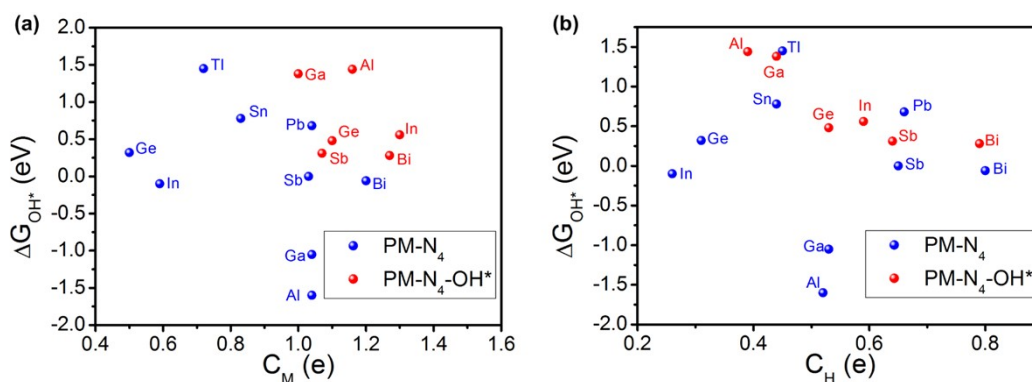 (a)
2.0
1.5
1.0
0.5
0.0
-0.5
-1.0
-1.5
-2.0
ΔG_OH* (eV)
Tl
Ga
Al
Sn
Pb
Ge
In
Ge
Sb
Bi
In
Sb
Bi
Ga
Al
PM-N₄
PM-N₄-OH*
0.4 0.6 0.8 1.0 1.2 1.4 1.6
C_M (e)
(b)
1.5
1.0
0.5
0.0
-0.5
-1.0
-1.5
-2.0
ΔG_OH* (eV)
Al
Tl
Ga
Sn
Pb
Ge
In
Ge
Sb
Bi
In
Sb
Bi
Ga
Al
PM-N₄
PM-N₄-OH*
0.2 0.4 0.6 0.8
C_H (e)